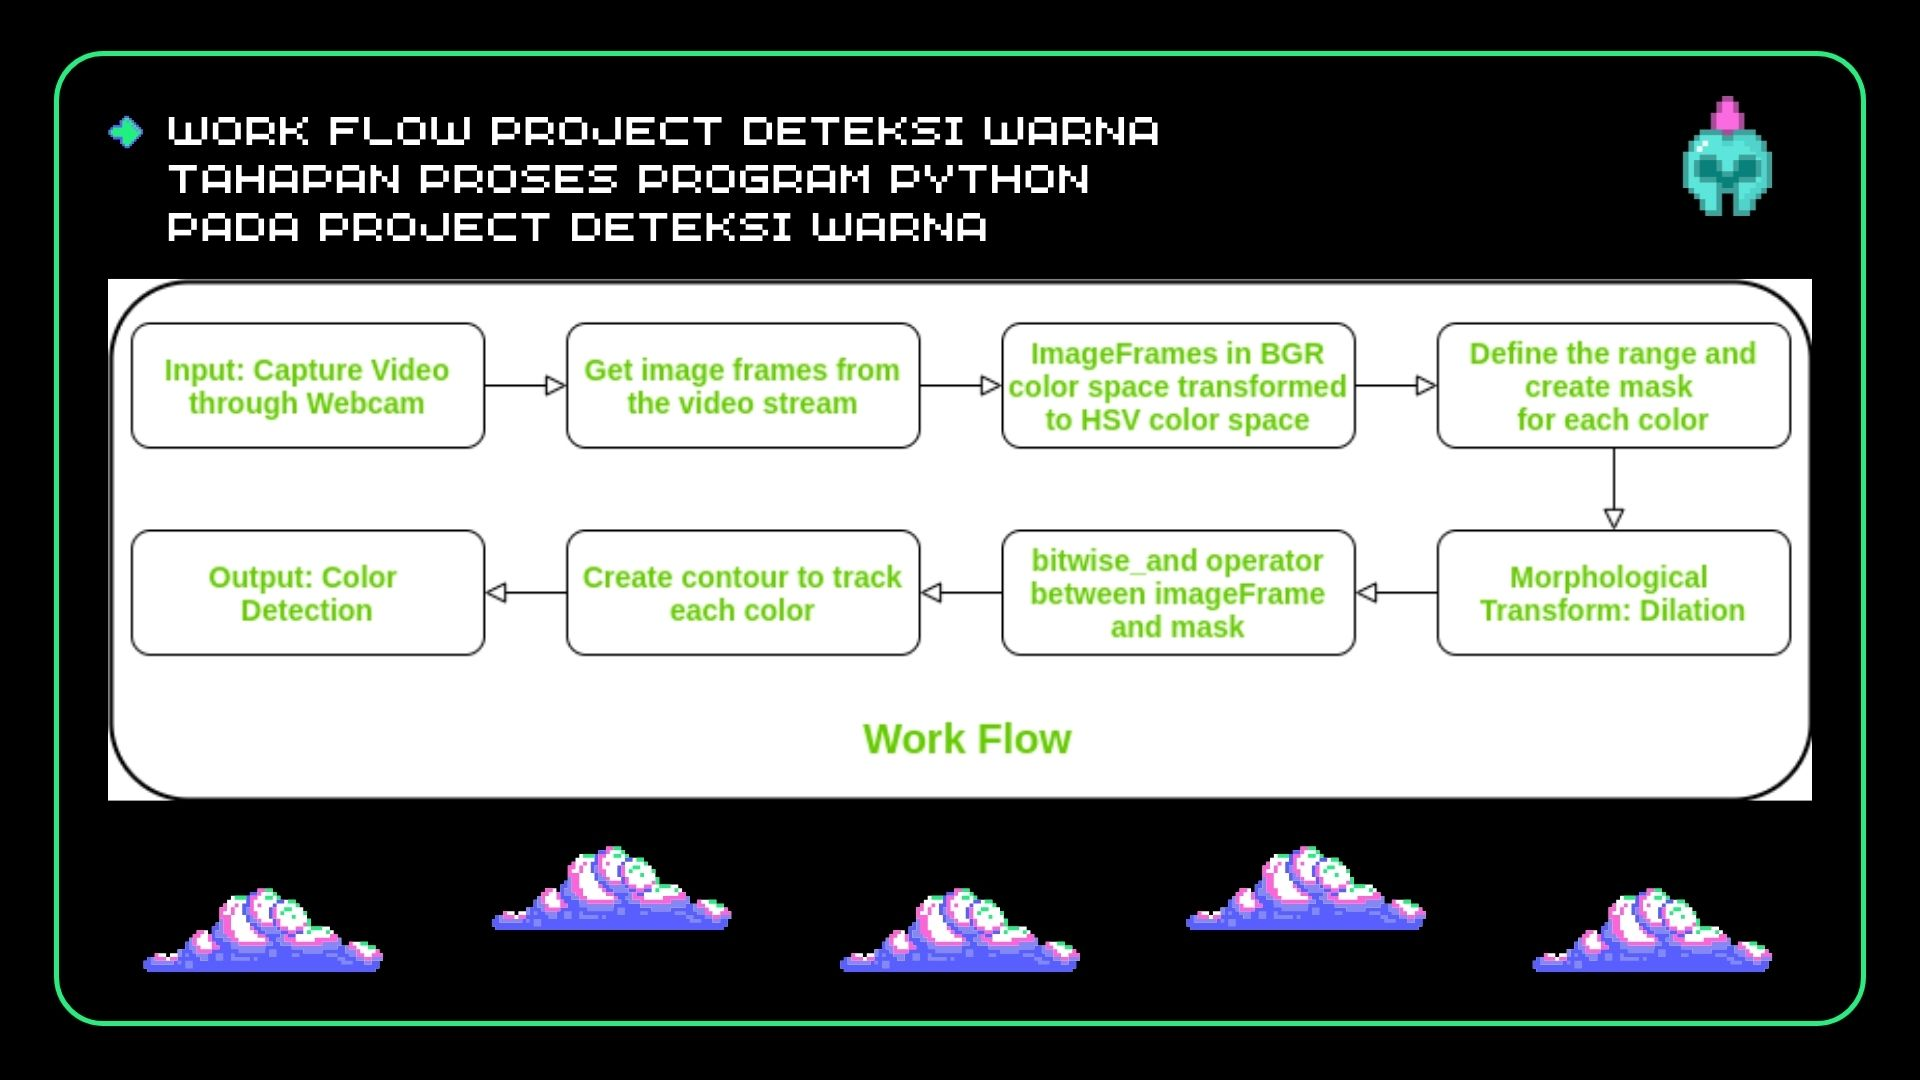 WORK FLOW PROJECT DETEKSI WARNA
TAHAPAN PROSES PROGRAM PYTHON
PADA PROJECT DETEKSI WARNA
Input: Capture Video
through Webcam
Get image frames from
the video stream
ImageFrames in BGR
color space transformed
to HSV color space
Define the range and
create mask
for each color
Morphological
Transform: Dilation
bitwise_and operator
between imageFrame
and mask
Create contour to track
each color
Output: Color
Detection
Work Flow